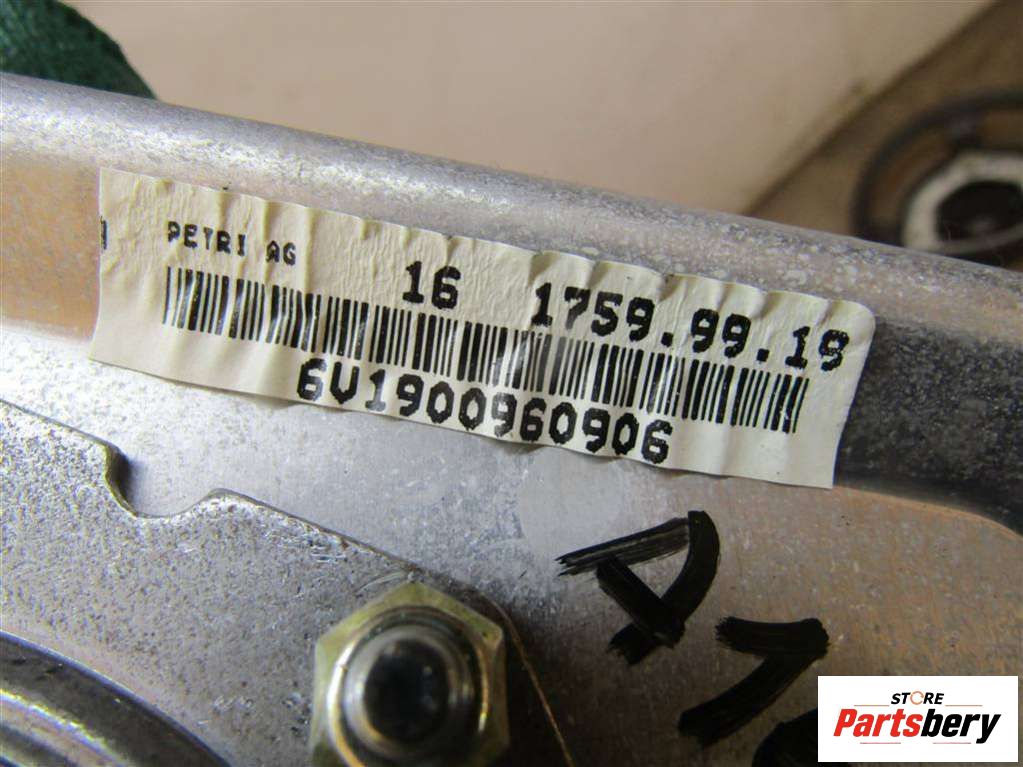 PETRI AG
16 1759.99.19
6V1900960906
STORE
Partsbery